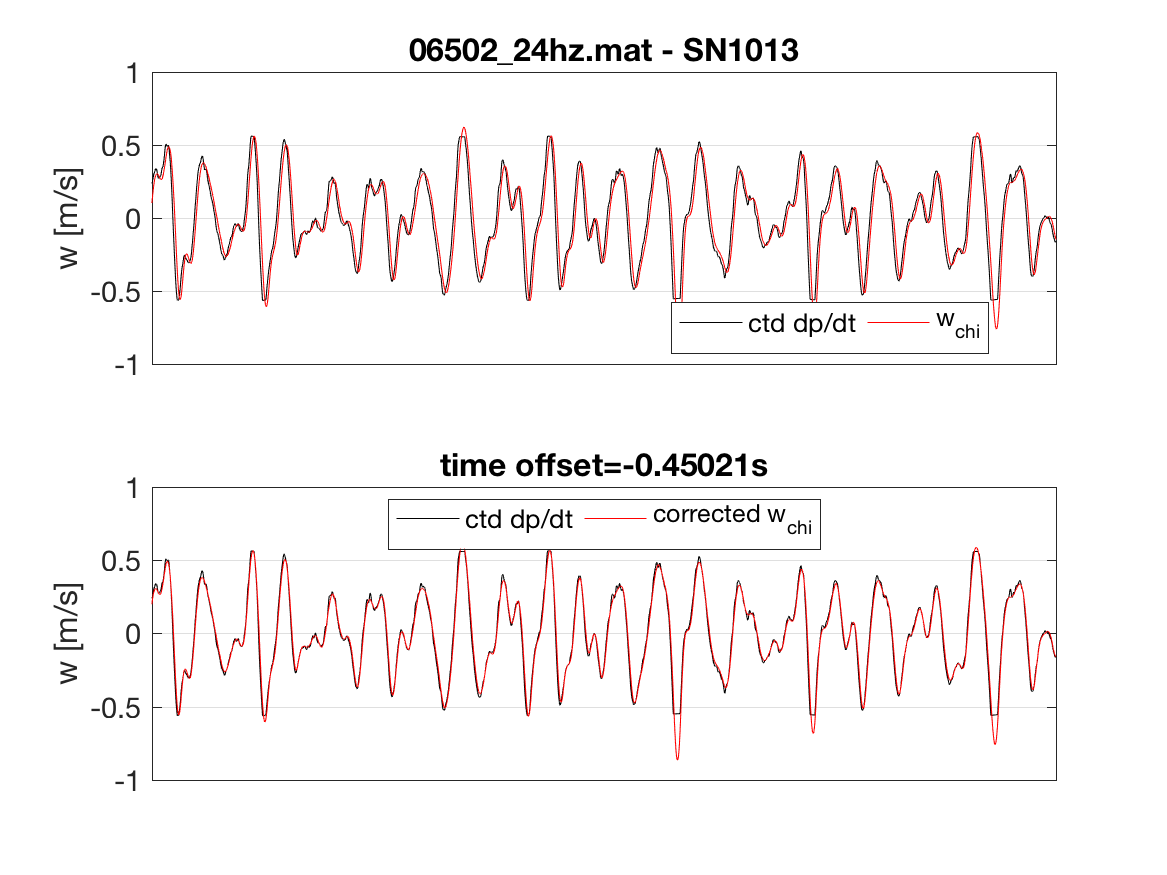 06502_24hz.mat - SN1013
1
0.5
0
-0.5
-1
w [m/s]
ctd dp/dt w_chi
time offset=-0.45021s
1
0.5
0
-0.5
-1
w [m/s]
ctd dp/dt corrected w_chi